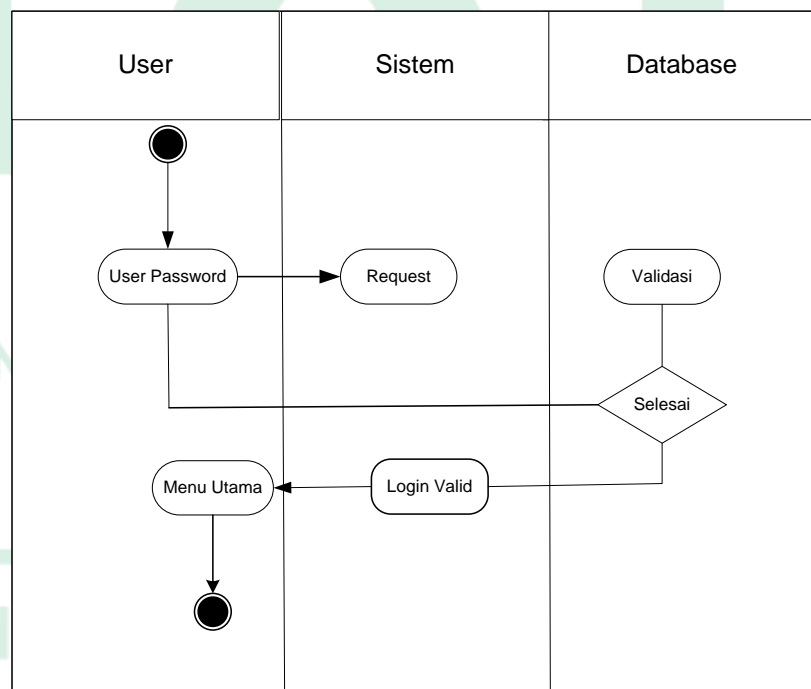 User
Sistem
Database
User Password
Request
Validasi
Selesai
Menu Utama
Login Valid